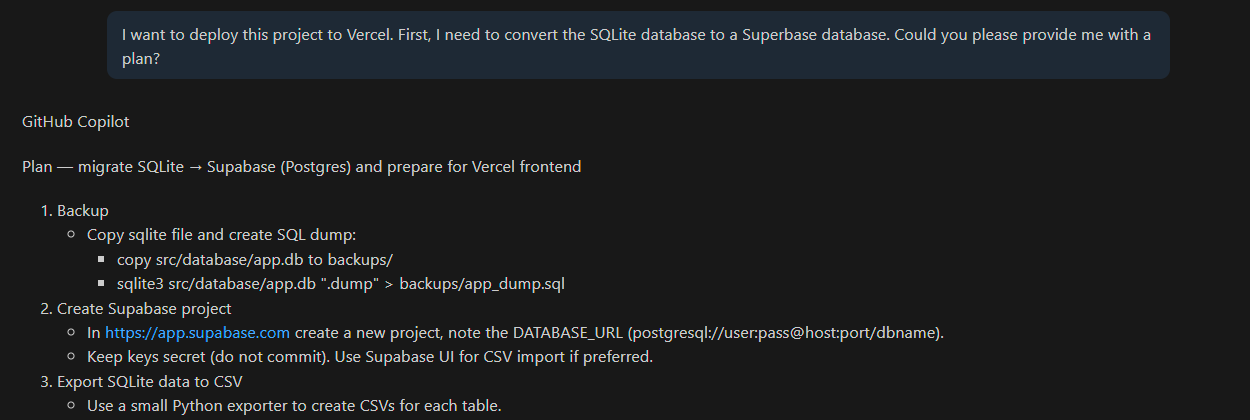 I want to deploy this project to Vercel. First, I need to convert the SQLite database to a Superbase database. Could you please provide me with a
plan?
GitHub Copilot
Plan — migrate SQLite → Supabase (Postgres) and prepare for Vercel frontend
1. Backup
○ Copy sqlite file and create SQL dump:
▪ copy src/database/app.db to backups/
▪ sqlite3 src/database/app.db ".dump" > backups/app_dump.sql
2. Create Supabase project
○ In https://app.supabase.com create a new project, note the DATABASE_URL (postgresql://user:pass@host:port/dbname).
○ Keep keys secret (do not commit). Use Supabase UI for CSV import if preferred.
3. Export SQLite data to CSV
○ Use a small Python exporter to create CSVs for each table.